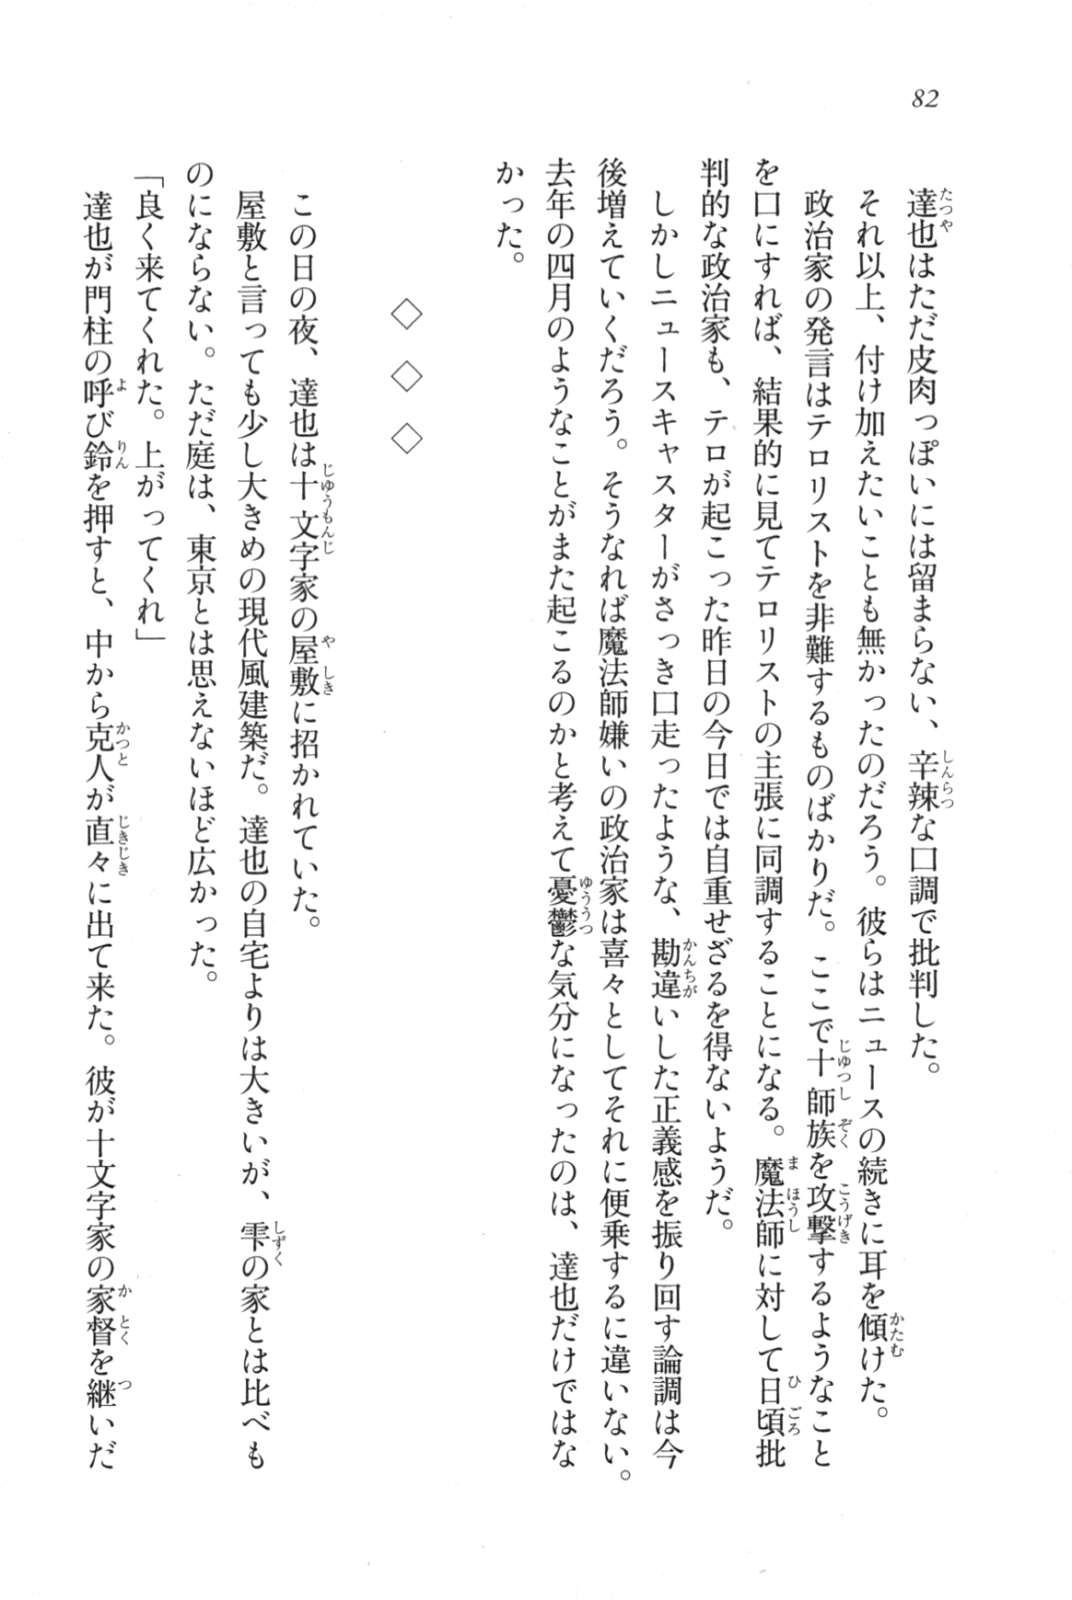 82
達也はただ皮肉っぽいには留まらない、辛辣な口調で批判した。
それ以上、付け加えたいことも無かったのだろう。彼らはニュースの続きに耳を傾けた。
政治家の発言はテロリストを非難するものばかりだ。ここで十師族を攻撃するようなこと
を口にすれば、結果的に見てテロリストの主張に同調することになる。魔法師に対して日頃批
判的な政治家も、テロが起こった昨日の今日では自重せざるを得ないようだ。
しかしニュースキャスターがさっき口走ったような、勘違いした正義感を振り回す論調は今
後増えていくだろう。そうなれば魔法師嫌いの政治家は喜々としてそれに便乗するに違いない。
去年の四月のようなことがまた起こるのかと考えて憂鬱な気分になったのは、達也だけではな
かった。
◇ ◇ ◇
この日の夜、達也は十文字家の屋敷に招かれていた。
屋敷と言っても少し大きめの現代風建築だ。達也の自宅よりは大きいが、雫の家とは比べも
のにならない。ただ庭は、東京とは思えないほど広かった。
「良く来てくれた。上がってくれ」
達也が門柱の呼び鈴を押すと、中から克人が直々に出て来た。彼が十文字家の家督を継いだ